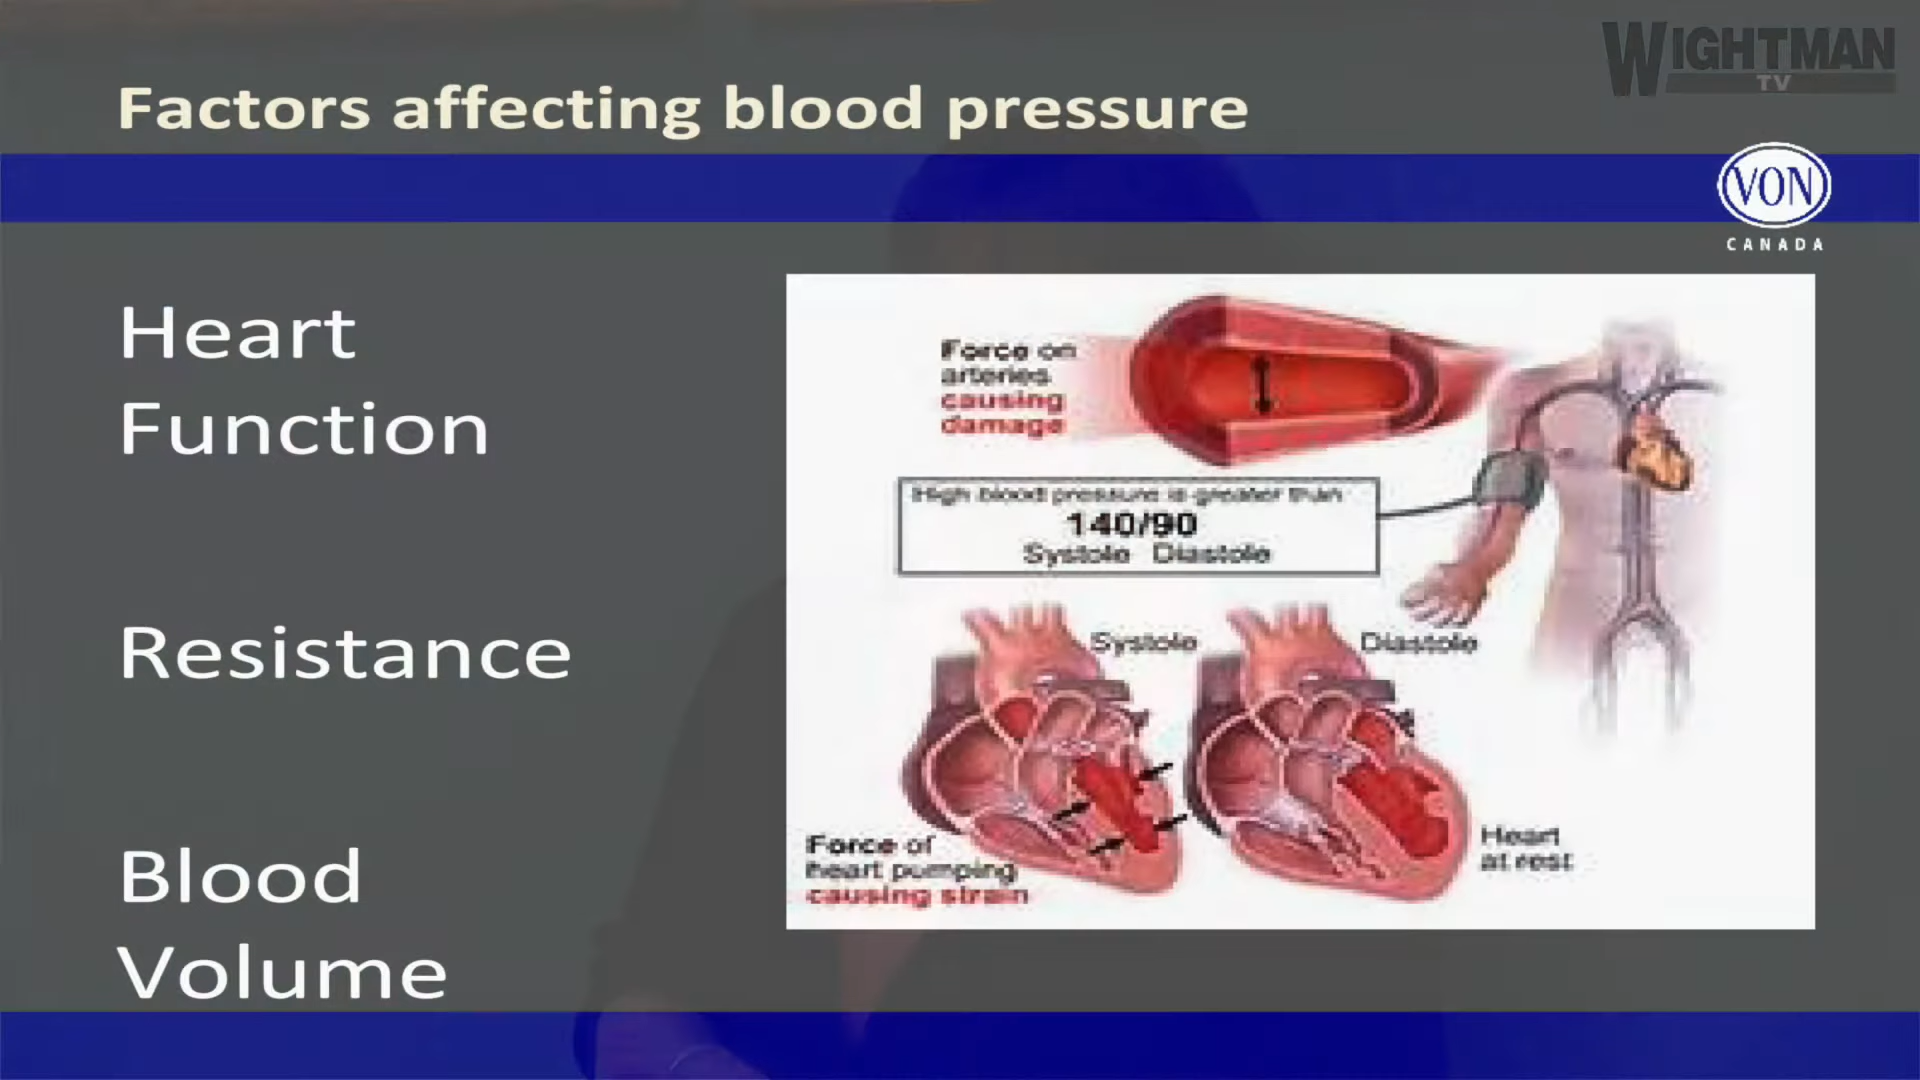 WIGHTMAN
TV
Factors affecting blood pressure
VON
CANADA
Heart
Function
Resistance
Blood
Volume
Force on
arteries
causing
damage
High blood pressure is greater than
140/90
Systole Diastole
Systole
Diastole
Force of
heart pumping
causing strain
Heart
at rest